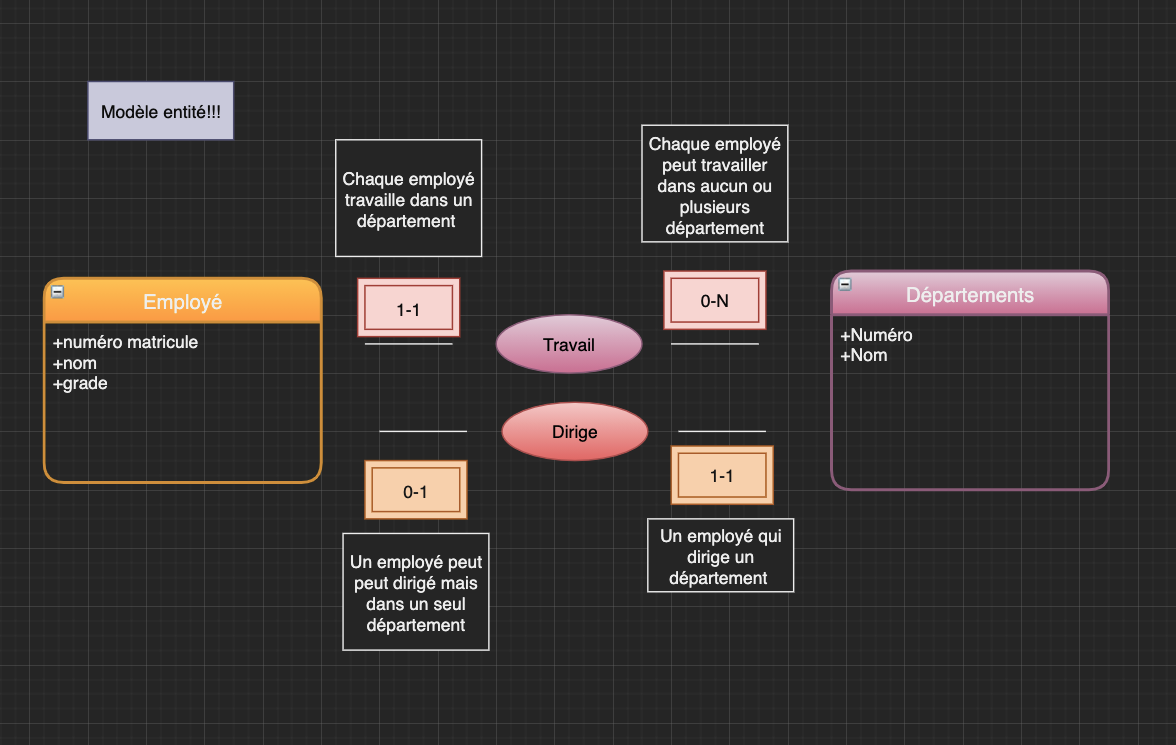 Modèle entité!!!
Chaque employé
travaille dans un
département
Chaque employé
peut travailler
dans aucun ou
plusieurs
département
Employé
+numéro matricule
+nom
+grade
1-1
Travail
0-N
Départements
+Numéro
+Nom
Dirige
0-1
1-1
Un employé peut
peut dirigé mais
dans un seul
département
Un employé qui
dirige un
département